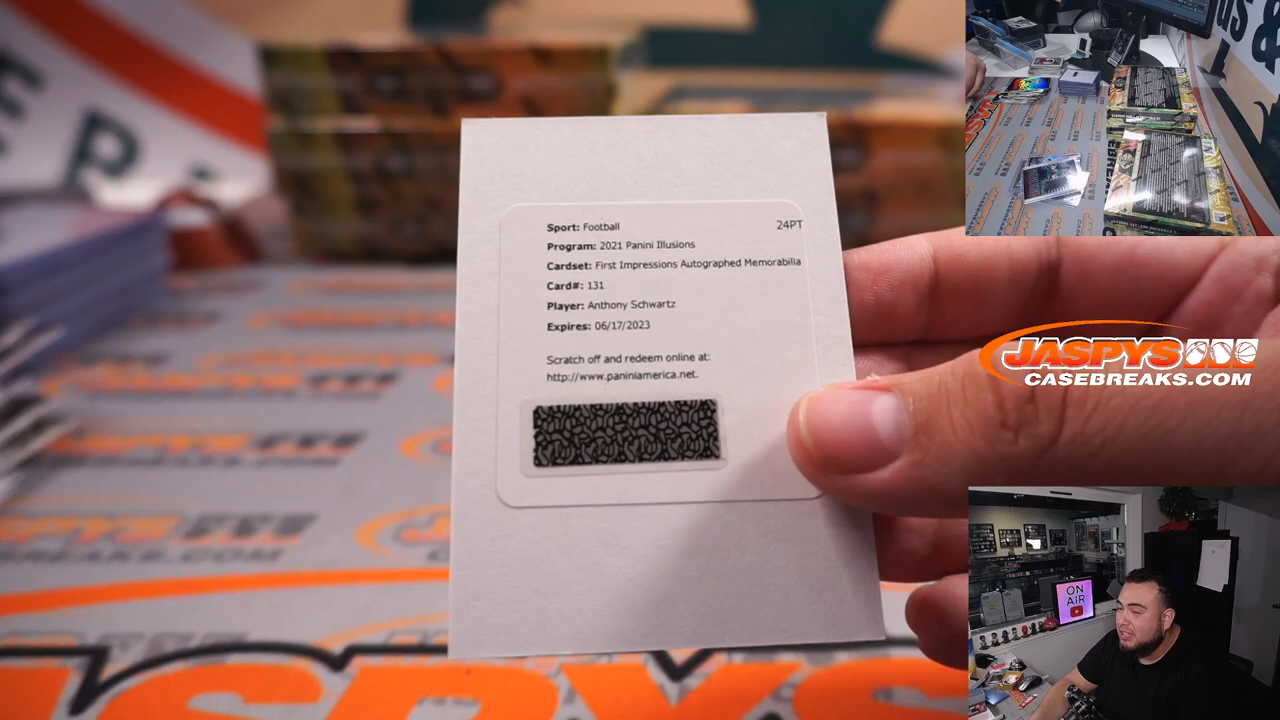 Sport: Football 24PT
Program: 2021 Panini Illusions
Cardset: First Impressions Autographed Memorabilia
Card#: 131
Player: Anthony Schwartz
Expires: 06/17/2023
Scratch off and redeem online at:
http://www.paniniamerica.net.
JASPYS
CASEBREAKS.COM
ON
AIR
JASPYS